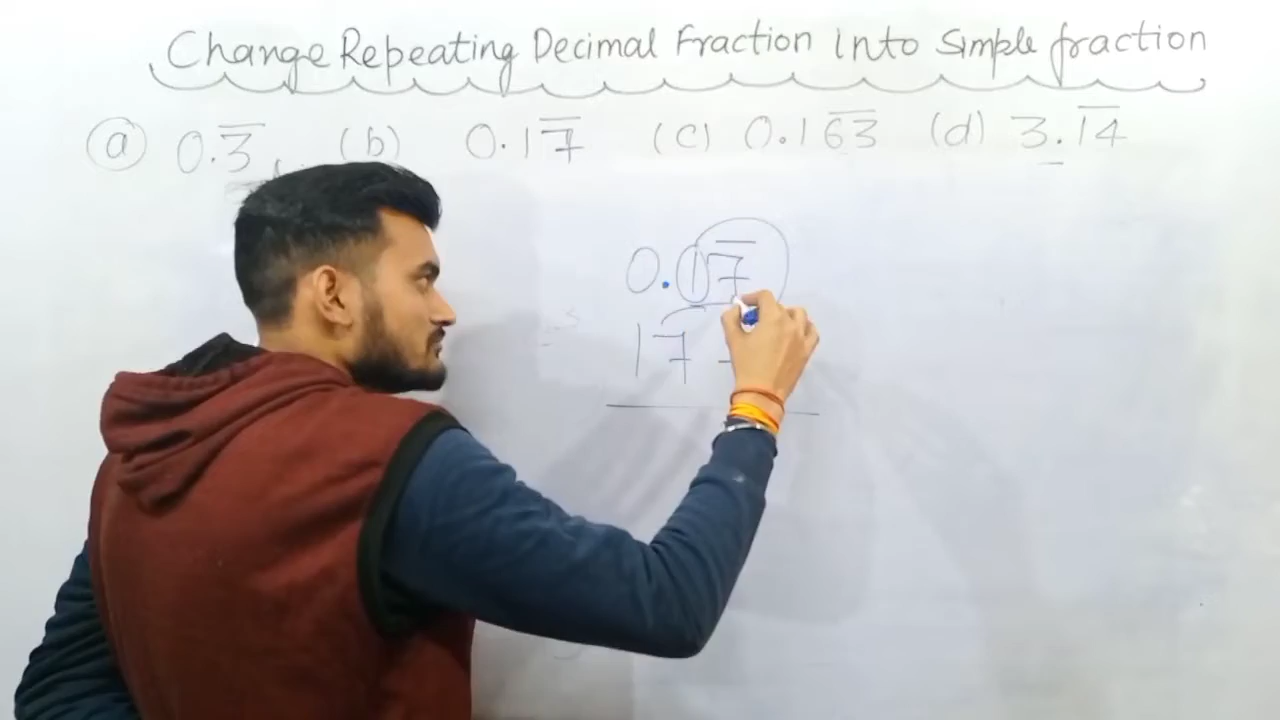 Change Repeating Decimal Fraction Into Simple fraction
(a) 0.3̅ (b) 0.17̅ (c) 0.16̅3̅ (d) 3.1̅4̅
0.17̅
17 -